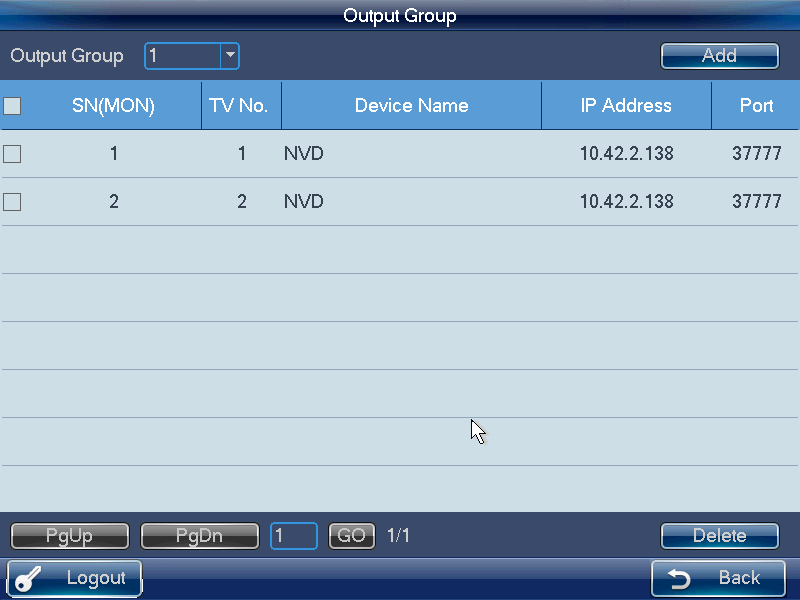 Output Group
Output Group 1 Add
SN(MON) TV No. Device Name IP Address Port
1 1 NVD 10.42.2.138 37777
2 2 NVD 10.42.2.138 37777
PgUp PgDn 1 GO 1/1 Delete
Logout Back